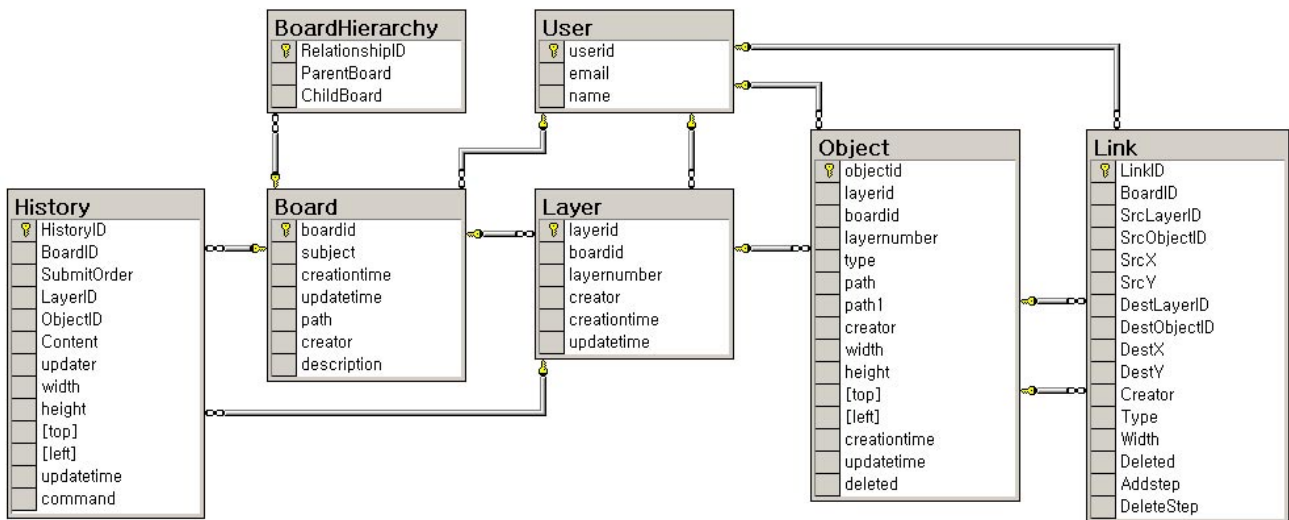 BoardHierarchy
RelationshipID
ParentBoard
ChildBoard
User
userid
email
name
History
HistoryID
BoardID
SubmitOrder
LayerID
ObjectID
Content
updater
width
height
[top]
[left]
updatetime
command
Board
boardid
subject
creationtime
updatetime
path
creator
description
Layer
layerid
boardid
layernumber
creator
creationtime
updatetime
Object
objectid
layerid
boardid
layernumber
type
path
path1
creator
width
height
[top]
[left]
creationtime
updatetime
deleted
Link
LinkID
BoardID
SrcLayerID
SrcObjectID
SrcX
SrcY
DestLayerID
DestObjectID
DestX
DestY
Creator
Type
Width
Deleted
Addstep
DeleteStep